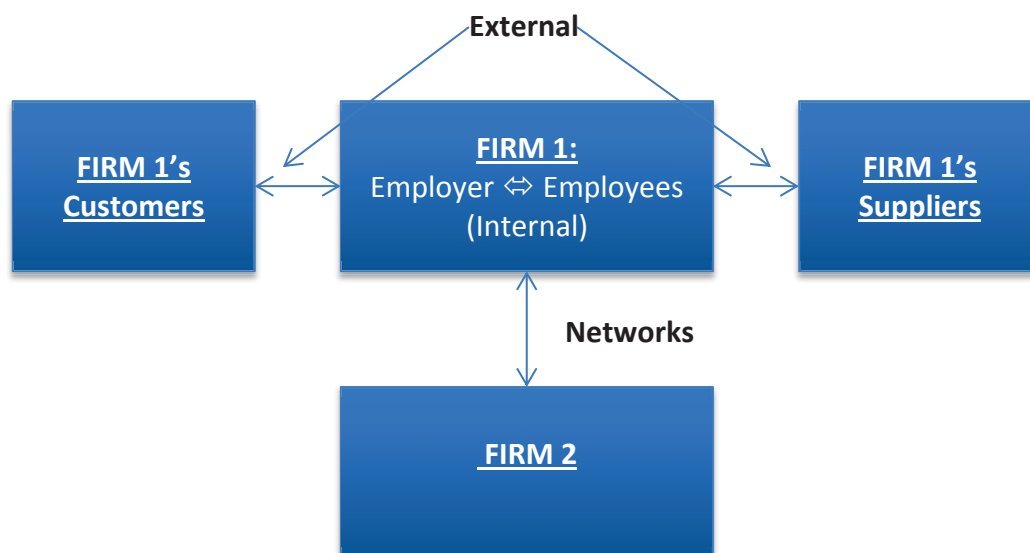 External
FIRM 1's
Customers
FIRM 1:
Employer ⇔ Employees
(Internal)
FIRM 1's
Suppliers
Networks
FIRM 2